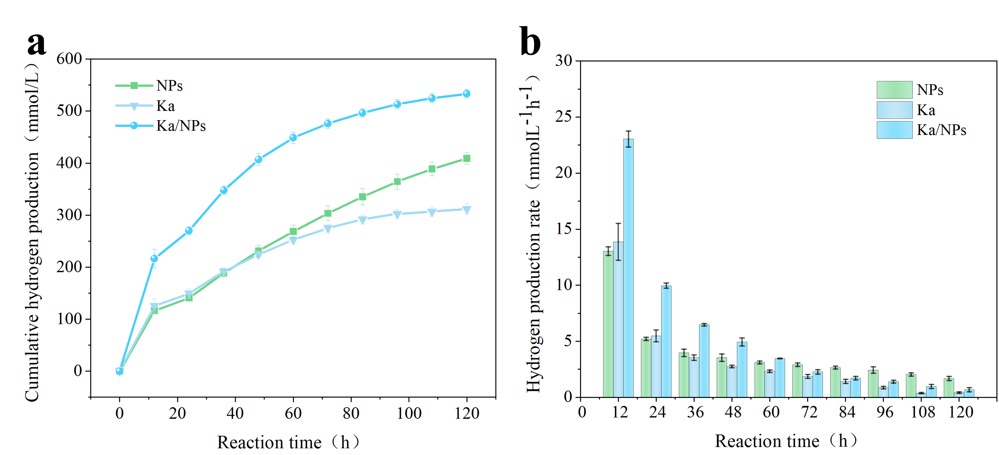 a
Cumulative hydrogen production（mmol/L）
600
500
400
300
200
100
0
NPs
Ka
Ka/NPs
0 20 40 60 80 100 120
Reaction time（h）
b
Hydrogen production rate（mmolL-1h-1）
30
25
20
15
10
5
0
NPs
Ka
Ka/NPs
0 12 24 36 48 60 72 84 96 108 120
Reaction time（h）